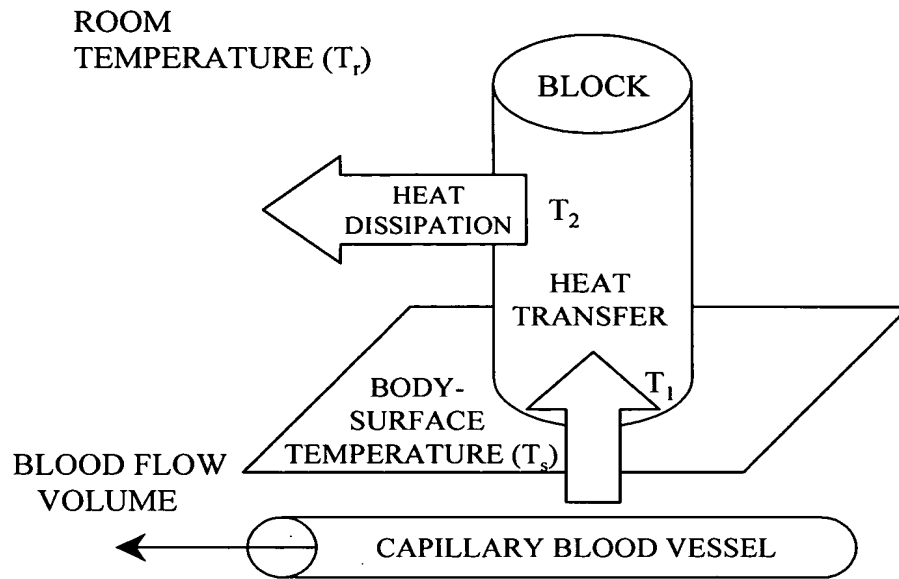 ROOM
TEMPERATURE (Tr)
BLOCK
HEAT
DISSIPATION
T2
HEAT
TRANSFER
T1
BODY-
SURFACE
TEMPERATURE (Ts)
BLOOD FLOW
VOLUME
CAPILLARY BLOOD VESSEL